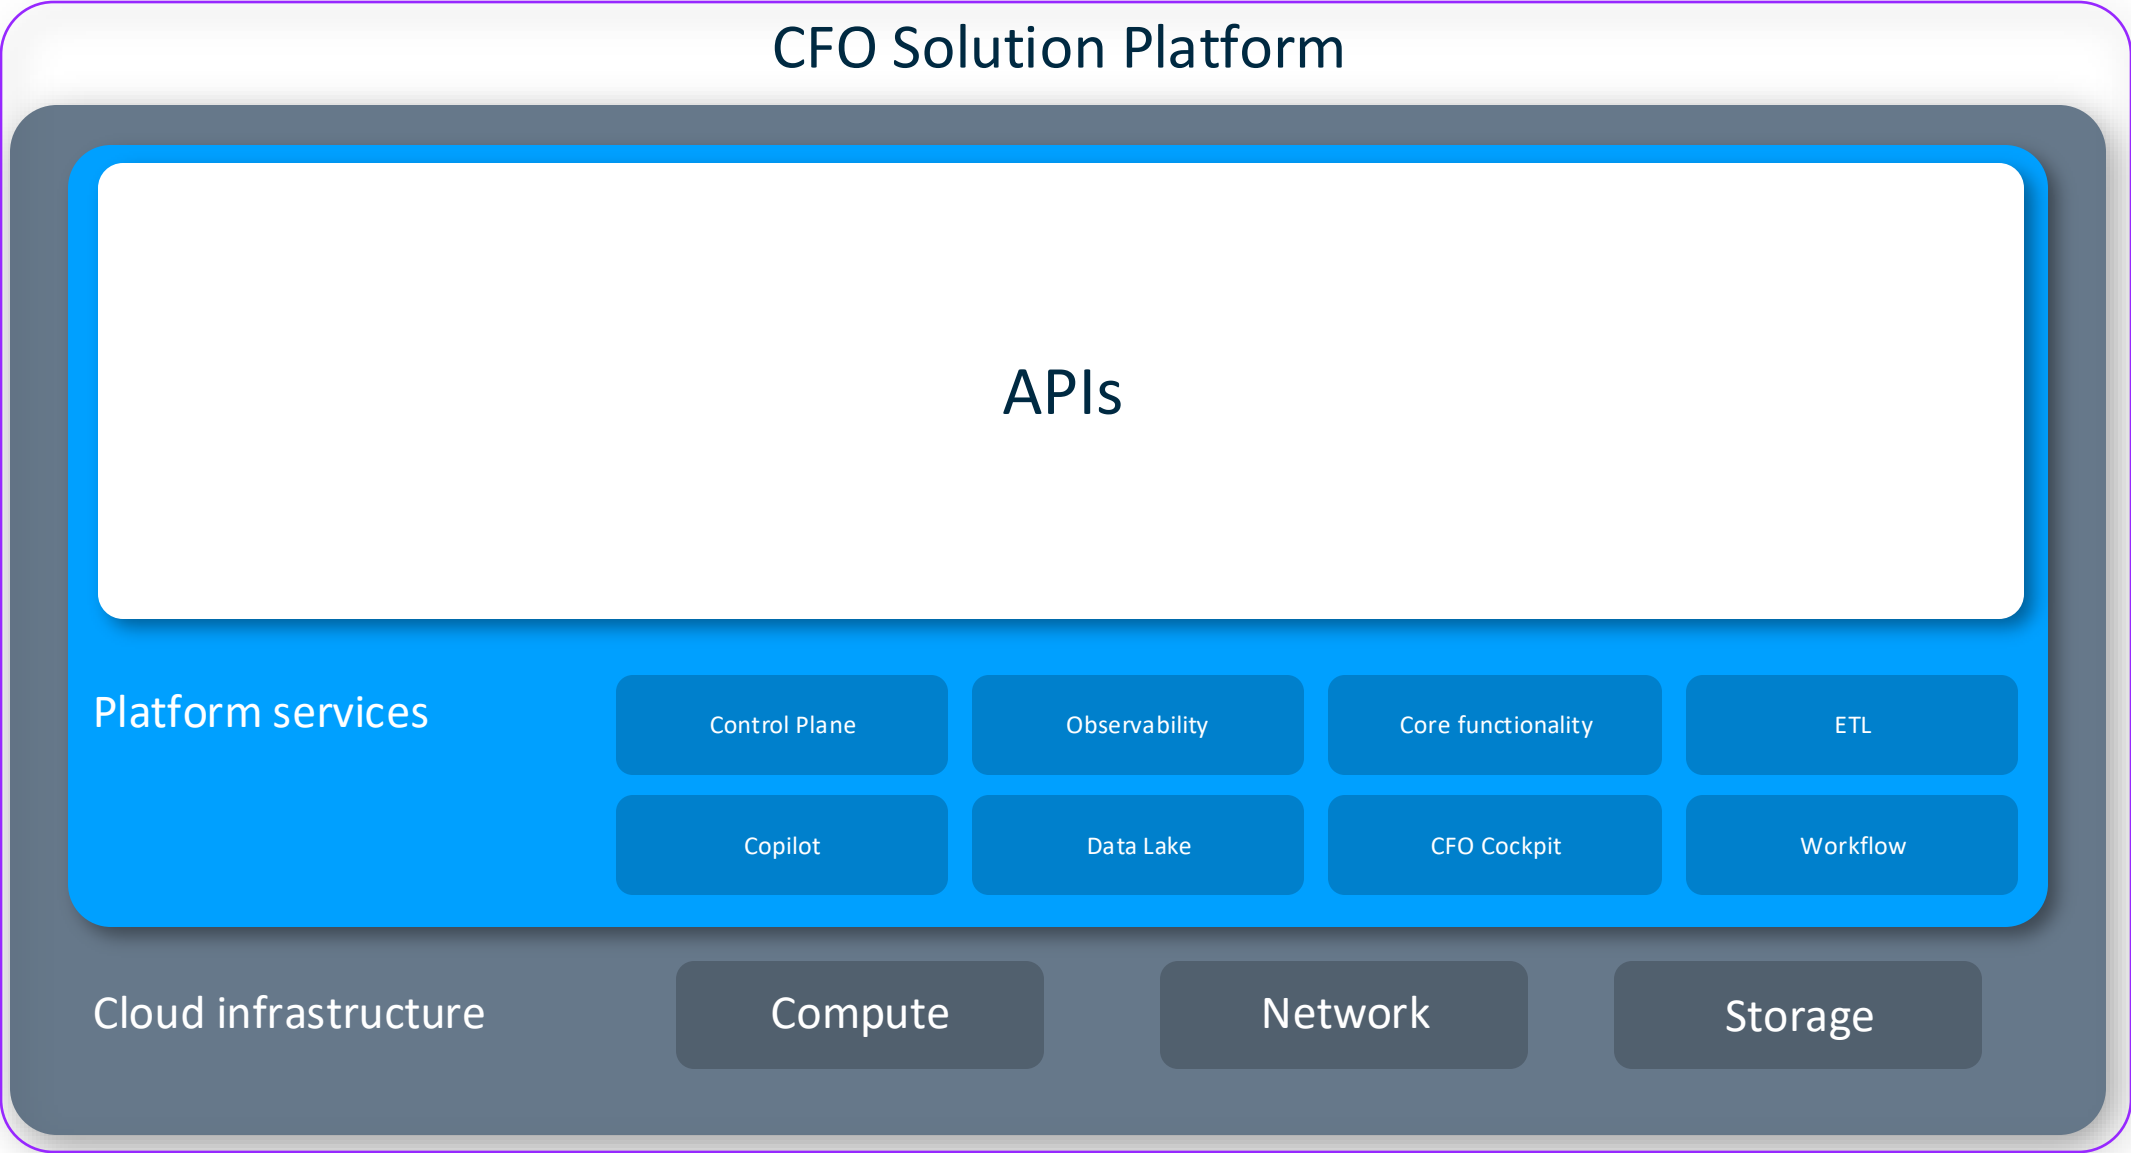 CFO Solution Platform
APIs
Platform services
Control Plane
Observability
Core functionality
ETL
Copilot
Data Lake
CFO Cockpit
Workflow
Cloud infrastructure
Compute
Network
Storage